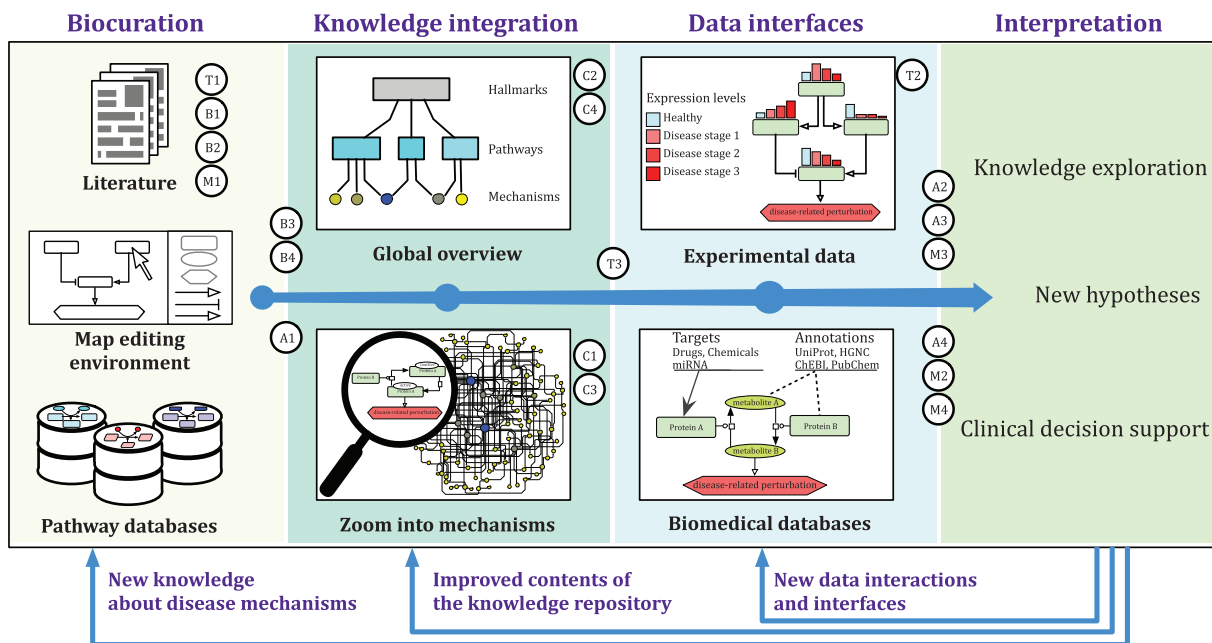 Biocuration
Knowledge integration
Data interfaces
Interpretation
T1
B1
B2
M1
Literature
Map editing
environment
Pathway databases
B3
B4
A1
Hallmarks
Pathways
Mechanisms
C2
C4
Global overview
T3
Protein B
Protein A
disease-related perturbation
C1
C3
Zoom into mechanisms
Expression levels
Healthy
Disease stage 1
Disease stage 2
Disease stage 3
disease-related perturbation
T2
Experimental data
A2
A3
M3
Targets
Drugs, Chemicals
miRNA
Annotations
UniProt, HGNC
ChEBI, PubChem
metabolite A
Protein A
Protein B
metabolite B
disease-related perturbation
Biomedical databases
A4
M2
M4
Knowledge exploration
New hypotheses
Clinical decision support
New knowledge
about disease mechanisms
Improved contents of
the knowledge repository
New data interactions
and interfaces